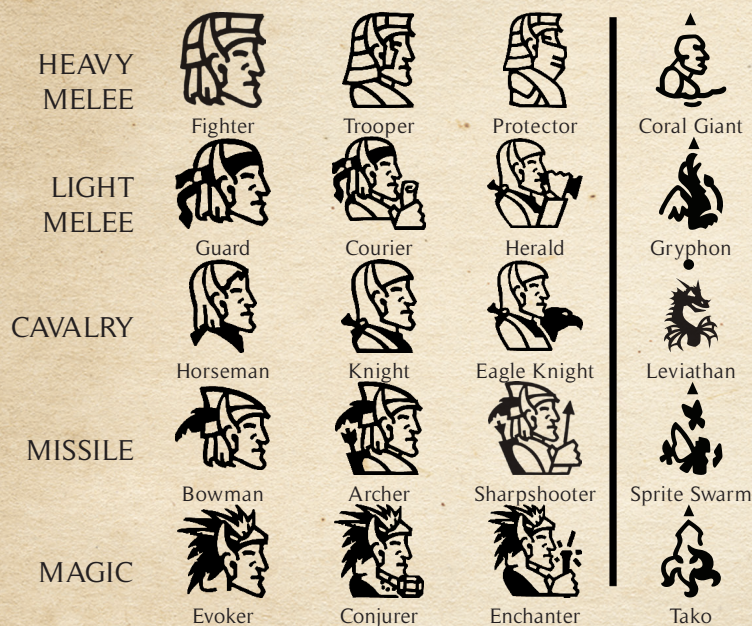 HEAVY
MELEE
Fighter
Trooper
Protector
Coral Giant
LIGHT
MELEE
Guard
Courier
Herald
Gryphon
CAVALRY
Horseman
Knight
Eagle Knight
Leviathan
MISSILE
Bowman
Archer
Sharpshooter
Sprite Swarm
MAGIC
Evoker
Conjurer
Enchanter
Tako